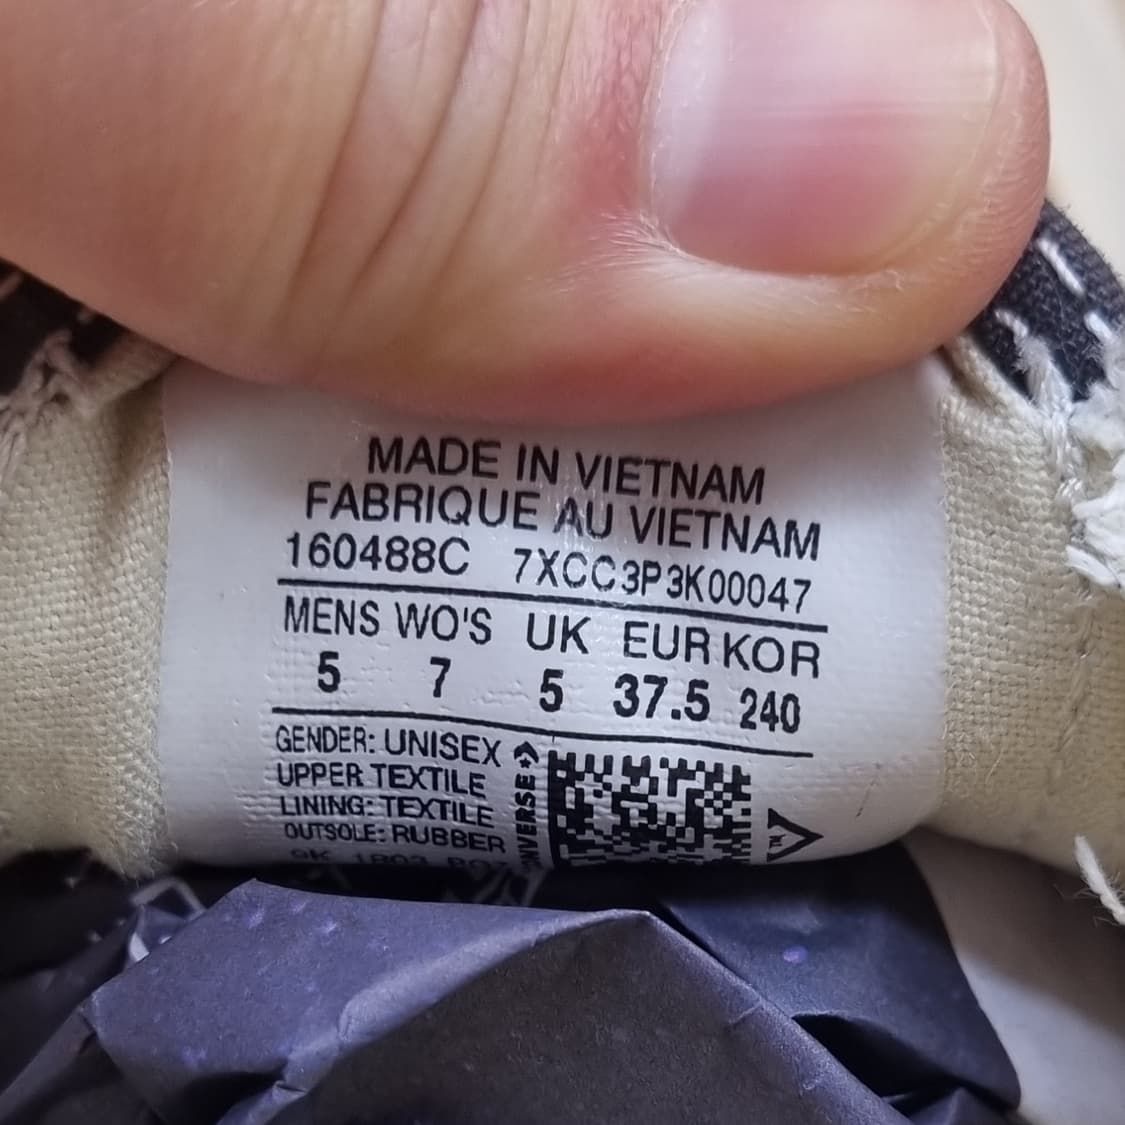 MADE IN VIETNAM
FABRIQUE AU VIETNAM
160488C 7XCC3P3K00047
MENS WO'S UK EUR KOR
5 7 5 37.5 240
GENDER: UNISEX
UPPER TEXTILE
LINING: TEXTILE
OUTSOLE: RUBBER